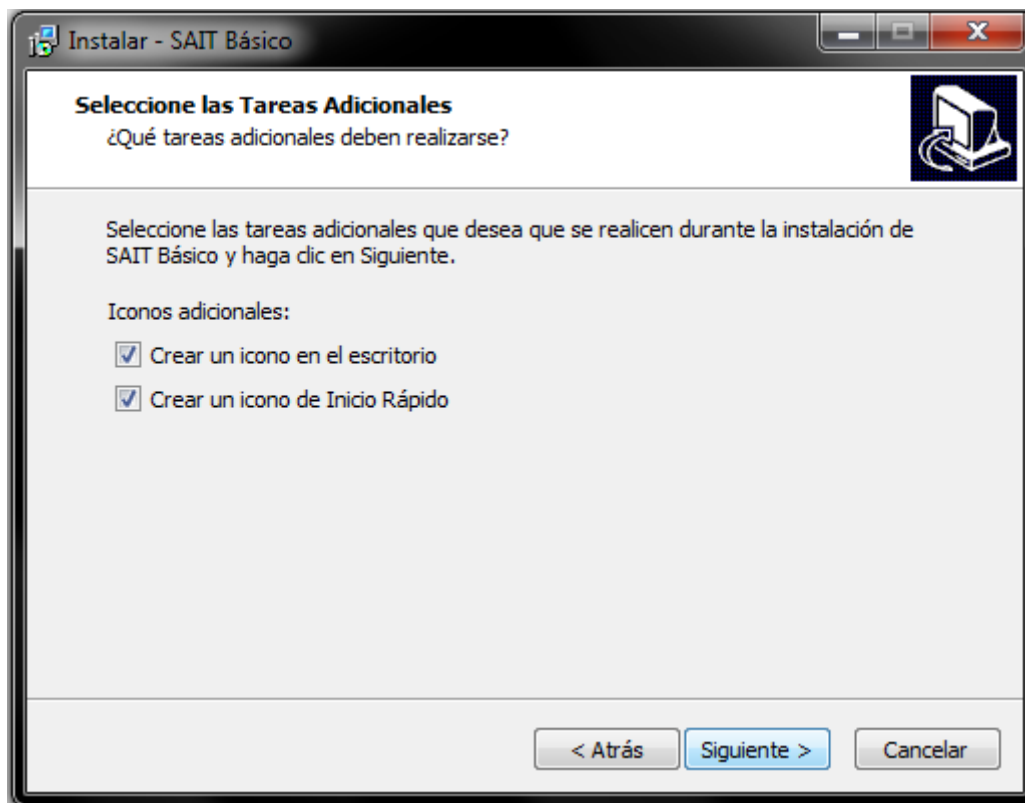 Instalar - SAIT Básico
Seleccione las Tareas Adicionales
¿Qué tareas adicionales deben realizarse?
Seleccione las tareas adicionales que desea que se realicen durante la instalación de
SAIT Básico y haga clic en Siguiente.
Iconos adicionales:
Crear un icono en el escritorio
Crear un icono de Inicio Rápido
< Atrás Siguiente > Cancelar